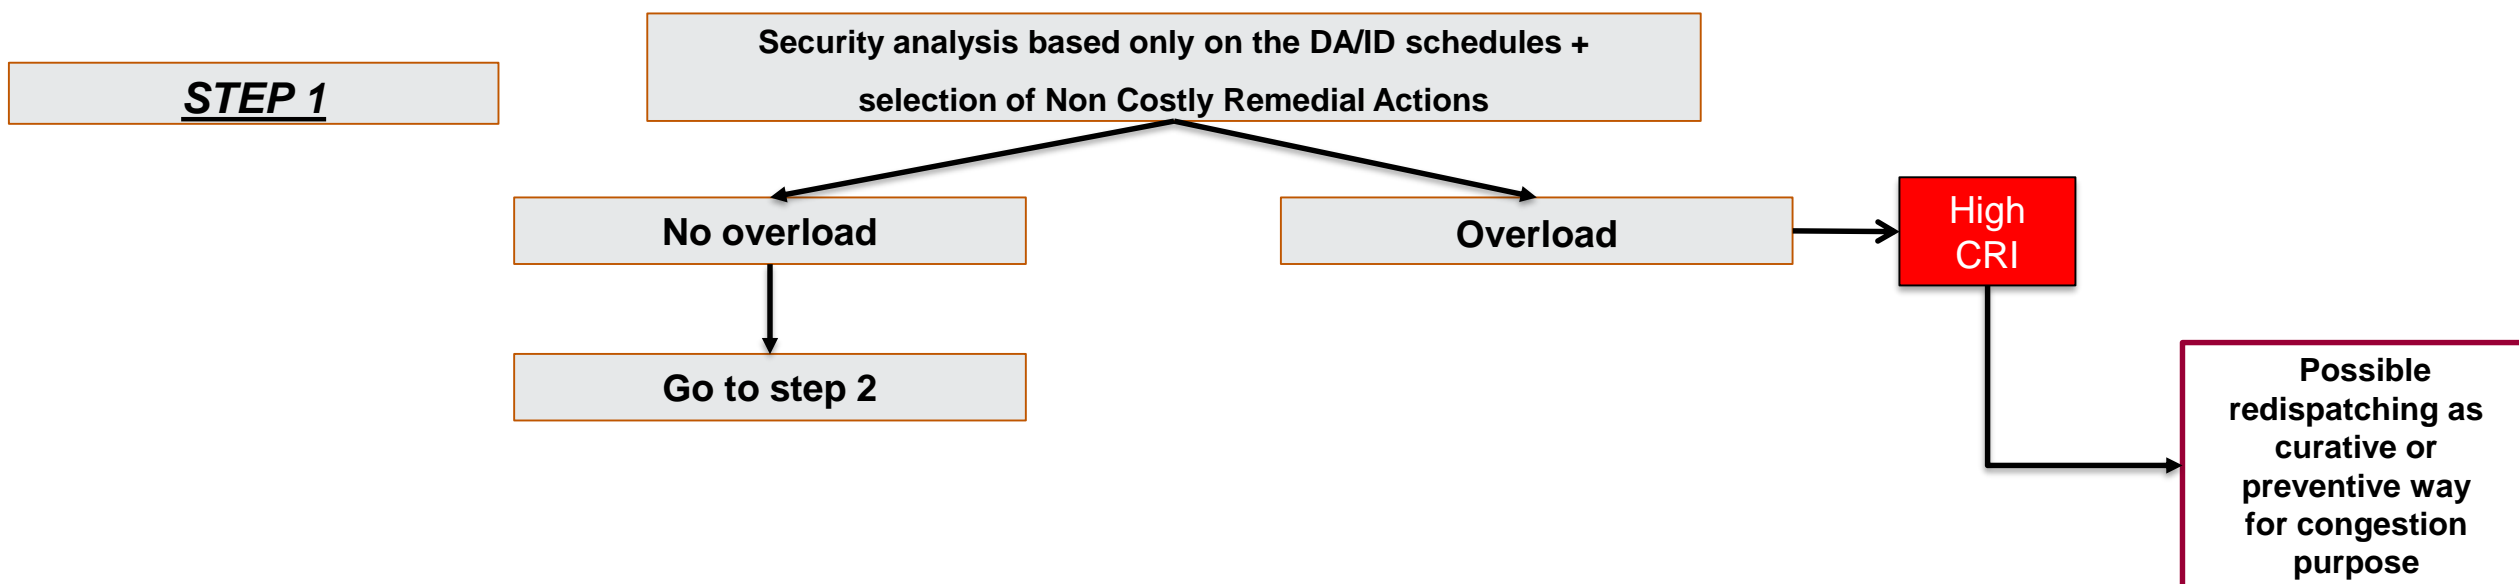 Security analysis based only on the DA/ID schedules +
selection of Non Costly Remedial Actions
STEP 1
No overload
Overload
High
CRI
Go to step 2
Possible
redispatching as
curative or
preventive way
for congestion
purpose